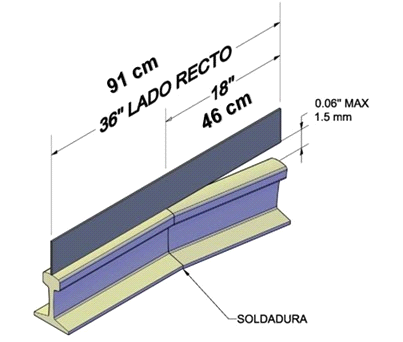 91 cm
36" LADO RECTO
18"
46 cm
0.06" MAX
1.5 mm
SOLDADURA